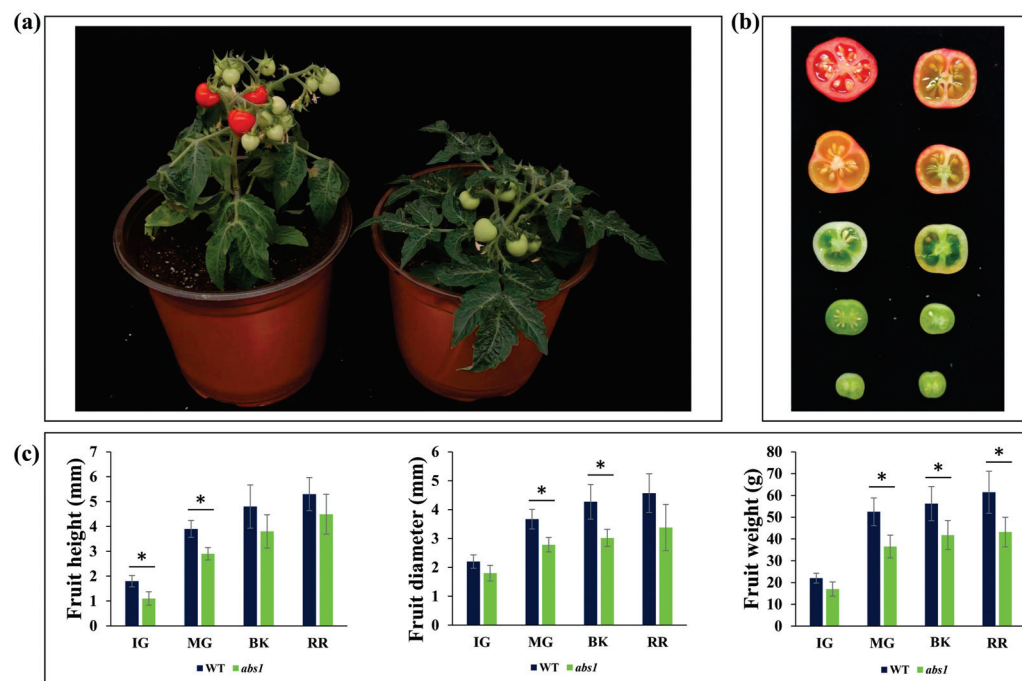 (a)
(b)
(c)
Fruit height (mm)
7
6
5
4
3
2
1
0
*
*
IG MG BK RR
WT abs1
Fruit diameter (mm)
6
5
4
3
2
1
0
*
*
IG MG BK RR
WT abs1
Fruit weight (g)
80
70
60
50
40
30
20
10
0
*
*
*
IG MG BK RR
WT abs1